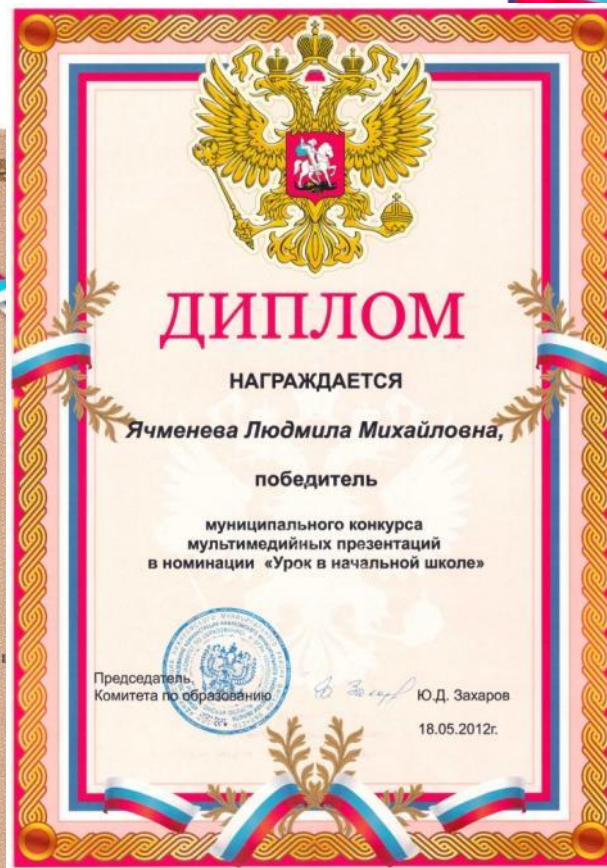 ДИПЛОМ
НАГРАЖДАЕТСЯ
Ячменева Людмила Михайловна,
победитель
муниципального конкурса
мультимедийных презентаций
в номинации «Урок в начальной школе»
Председатель
Комитета по образованию
Ю.Д. Захаров
18.05.2012г.